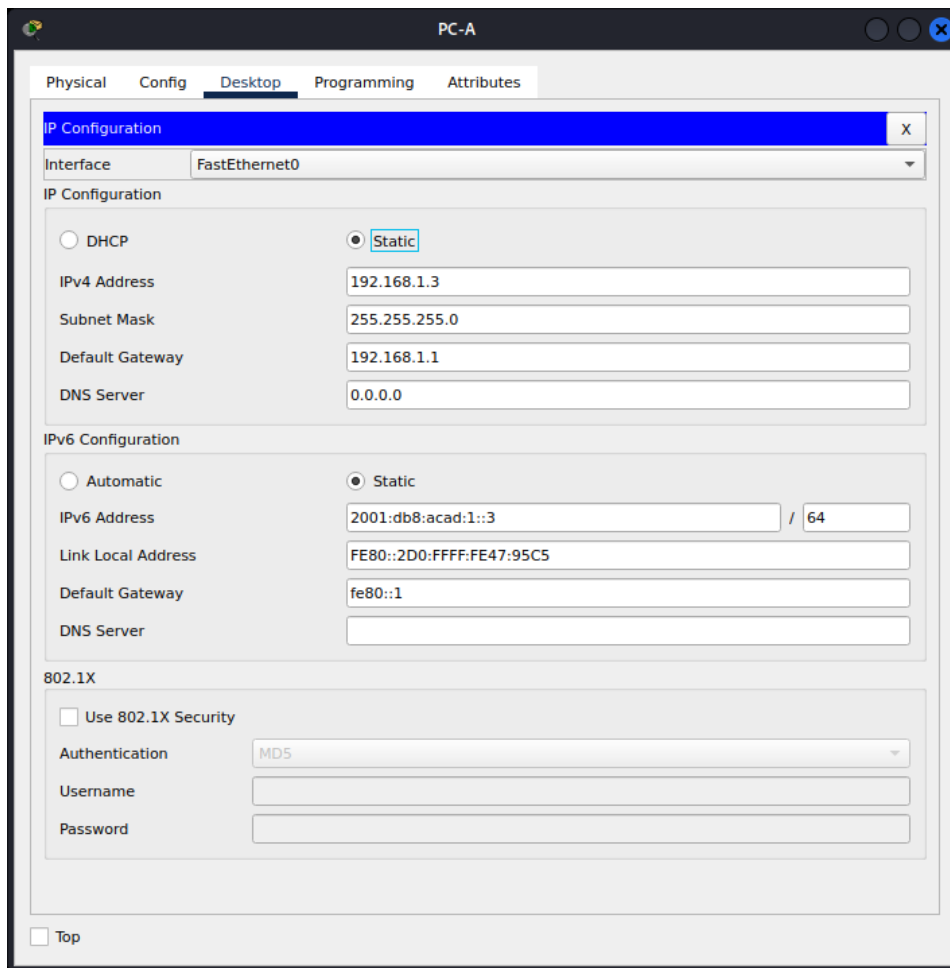 PC-A
Physical Config Desktop Programming Attributes
IP Configuration X
Interface FastEthernet0
IP Configuration
DHCP Static
IPv4 Address 192.168.1.3
Subnet Mask 255.255.255.0
Default Gateway 192.168.1.1
DNS Server 0.0.0.0
IPv6 Configuration
Automatic Static
IPv6 Address 2001:db8:acad:1::3 / 64
Link Local Address FE80::2D0:FFFF:FE47:95C5
Default Gateway fe80::1
DNS Server
802.1X
Use 802.1X Security
Authentication MD5
Username
Password
Top